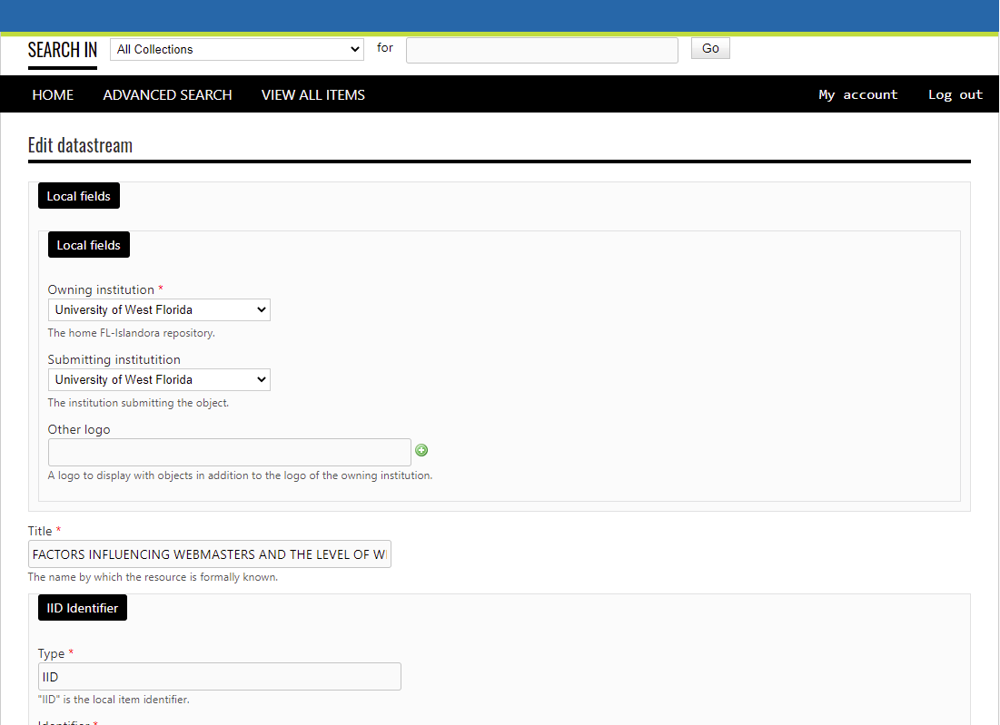 SEARCH IN All Collections for Go
HOME ADVANCED SEARCH VIEW ALL ITEMS My account Log out
Edit datastream
Local fields
Local fields
Owning institution *
University of West Florida
The home FL-Islandora repository.
Submitting institutition
University of West Florida
The institution submitting the object.
Other logo
A logo to display with objects in addition to the logo of the owning institution.
Title *
FACTORS INFLUENCING WEBMASTERS AND THE LEVEL OF W
The name by which the resource is formally known.
IID Identifier
Type *
IID
"IID" is the local item identifier.
Identifier *